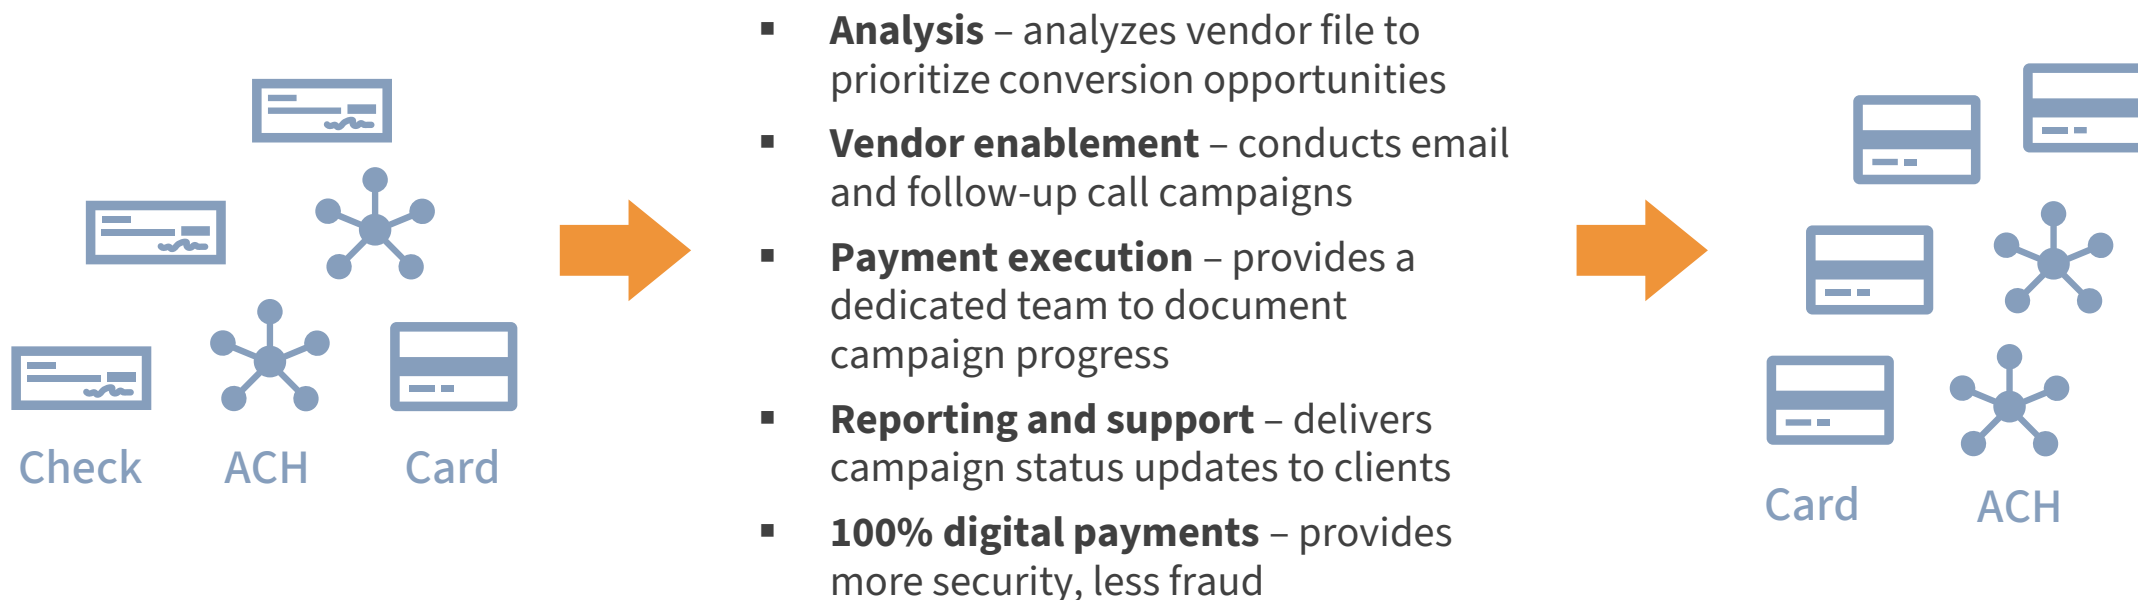 ▪ Analysis – analyzes vendor file to
prioritize conversion opportunities
▪ Vendor enablement – conducts email
and follow-up call campaigns
▪ Payment execution – provides a
dedicated team to document
campaign progress
▪ Reporting and support – delivers
campaign status updates to clients
▪ 100% digital payments – provides
more security, less fraud
Check
ACH
Card
Card
ACH